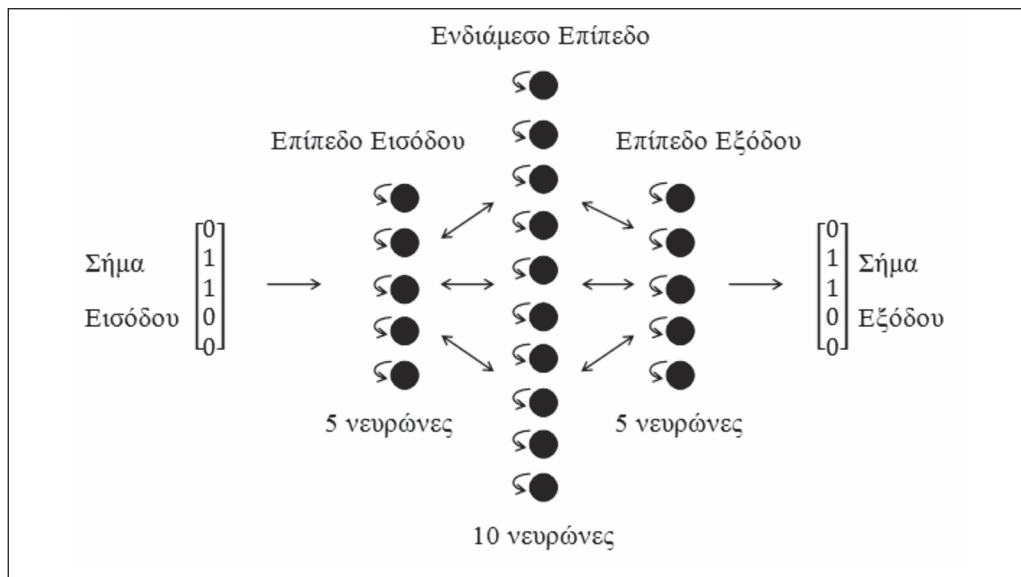 Ενδιάμεσο Επίπεδο
Επίπεδο Εισόδου
Επίπεδο Εξόδου
Σήμα
Εισόδου
0
1
1
0
0
0
1
1
0
0
Σήμα
Εξόδου
5 νευρώνες
5 νευρώνες
10 νευρώνες